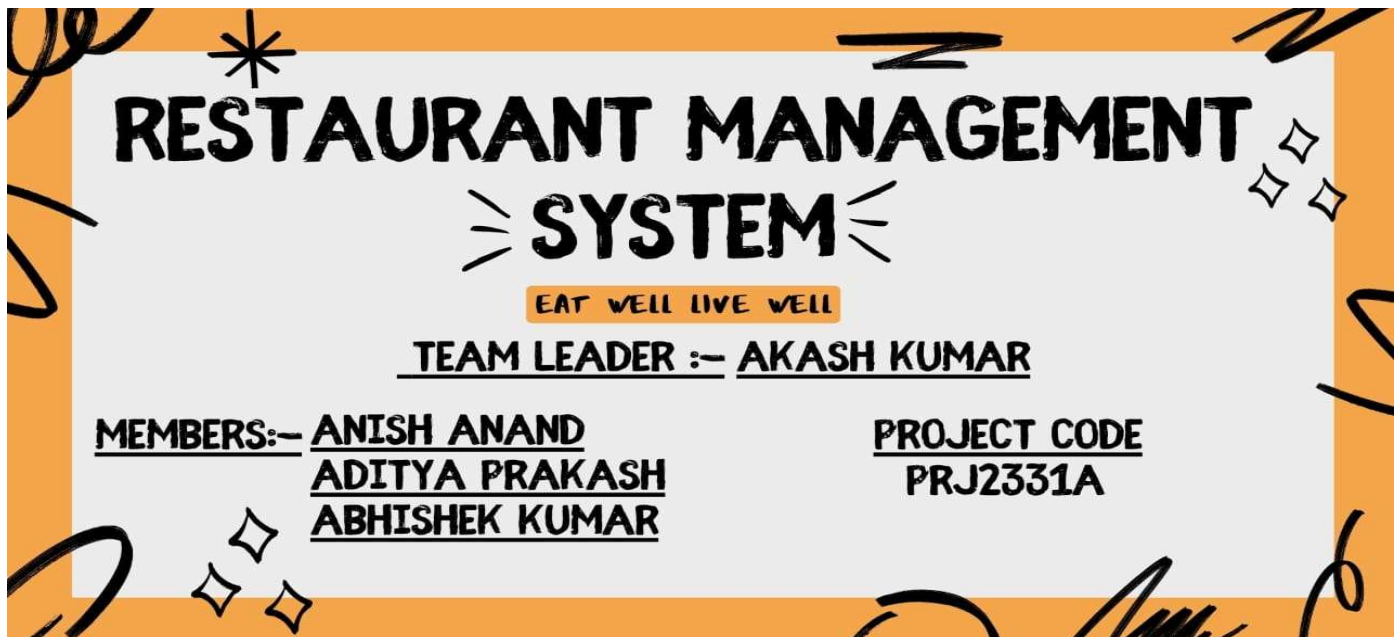 RESTAURANT MANAGEMENT
SYSTEM
EAT WELL LIVE WELL
TEAM LEADER :- AKASH KUMAR
MEMBERS:- ANISH ANAND
ADITYA PRAKASH
ABHISHEK KUMAR
PROJECT CODE
PRJ2331A